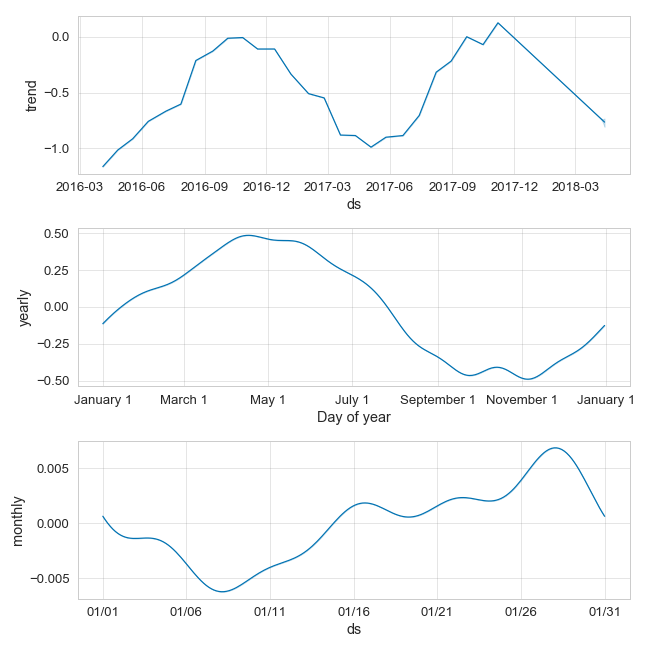 0.0
−0.5
−1.0
trend
2016-03 2016-06 2016-09 2016-12 2017-03 2017-06 2017-09 2017-12 2018-03
ds
0.50
0.25
0.00
−0.25
−0.50
yearly
January 1 March 1 May 1 July 1 September 1 November 1 January 1
Day of year
0.005
0.000
−0.005
monthly
01/01 01/06 01/11 01/16 01/21 01/26 01/31
ds